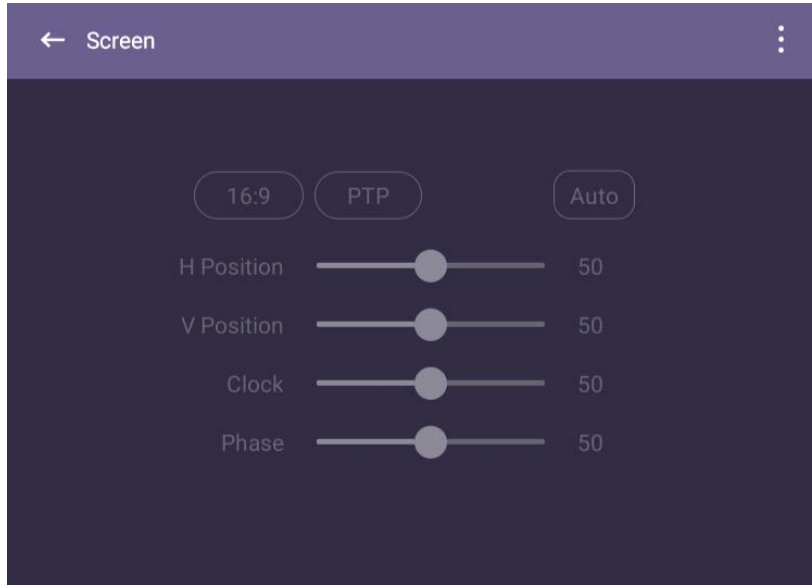 Screen
16:9 PTP Auto
H Position 50
V Position 50
Clock 50
Phase 50